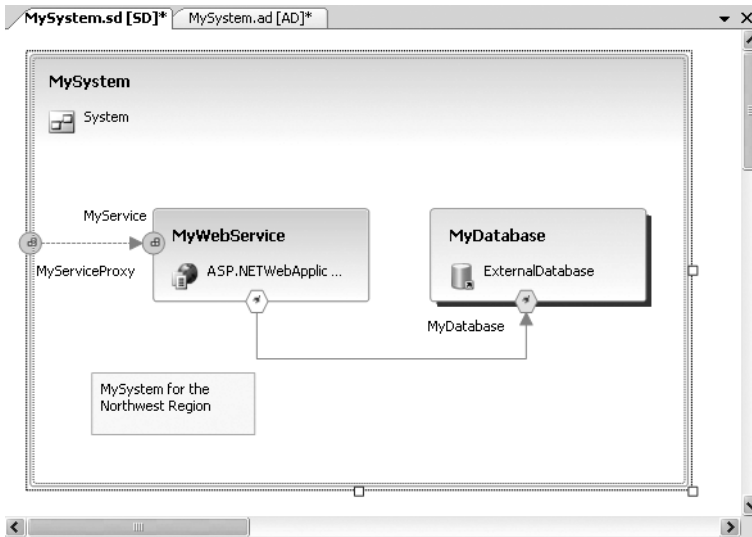 MySystem.sd [SD]* MySystem.ad [AD]*
MySystem
System
MyService
MyWebService
ASP.NETWebApplic ...
MyServiceProxy
MyDatabase
ExternalDatabase
MyDatabase
MySystem for the
Northwest Region